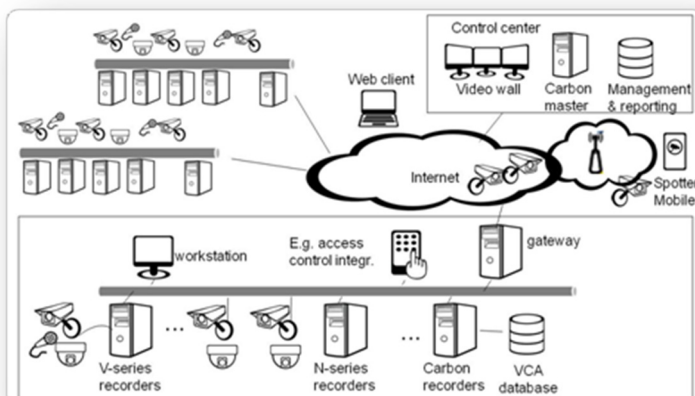 Control center
Video wall
Carbon
master
Management
& reporting
Web client
Internet
Spotter
Mobile
workstation
E.g. access
control integr.
gateway
V-series
recorders
...
N-series
recorders
...
Carbon
recorders
VCA
database